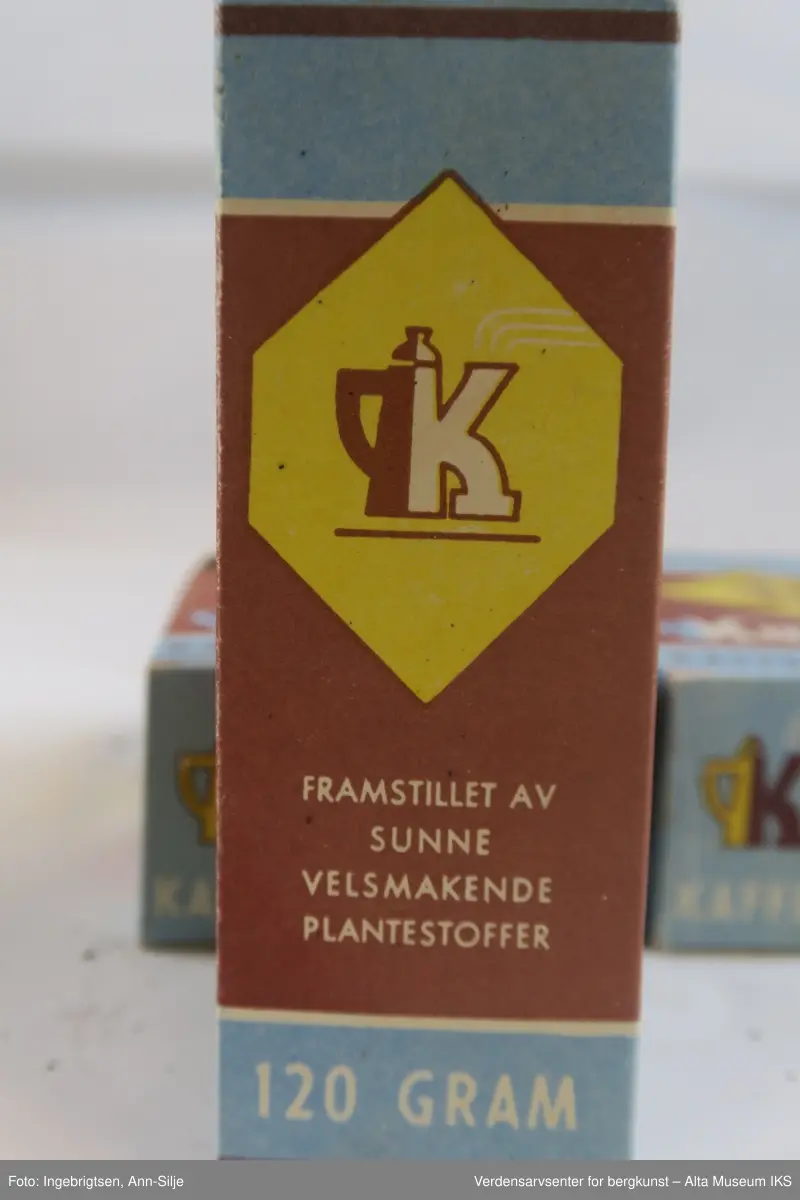 K
FRAMSTILLET AV
SUNNE
VELSMAKENDE
PLANTESTOFFER
120 GRAM
K
Foto: Ingebrigtsen, Ann-Silje
Verdensarvsenter for bergkunst – Alta Museum IKS